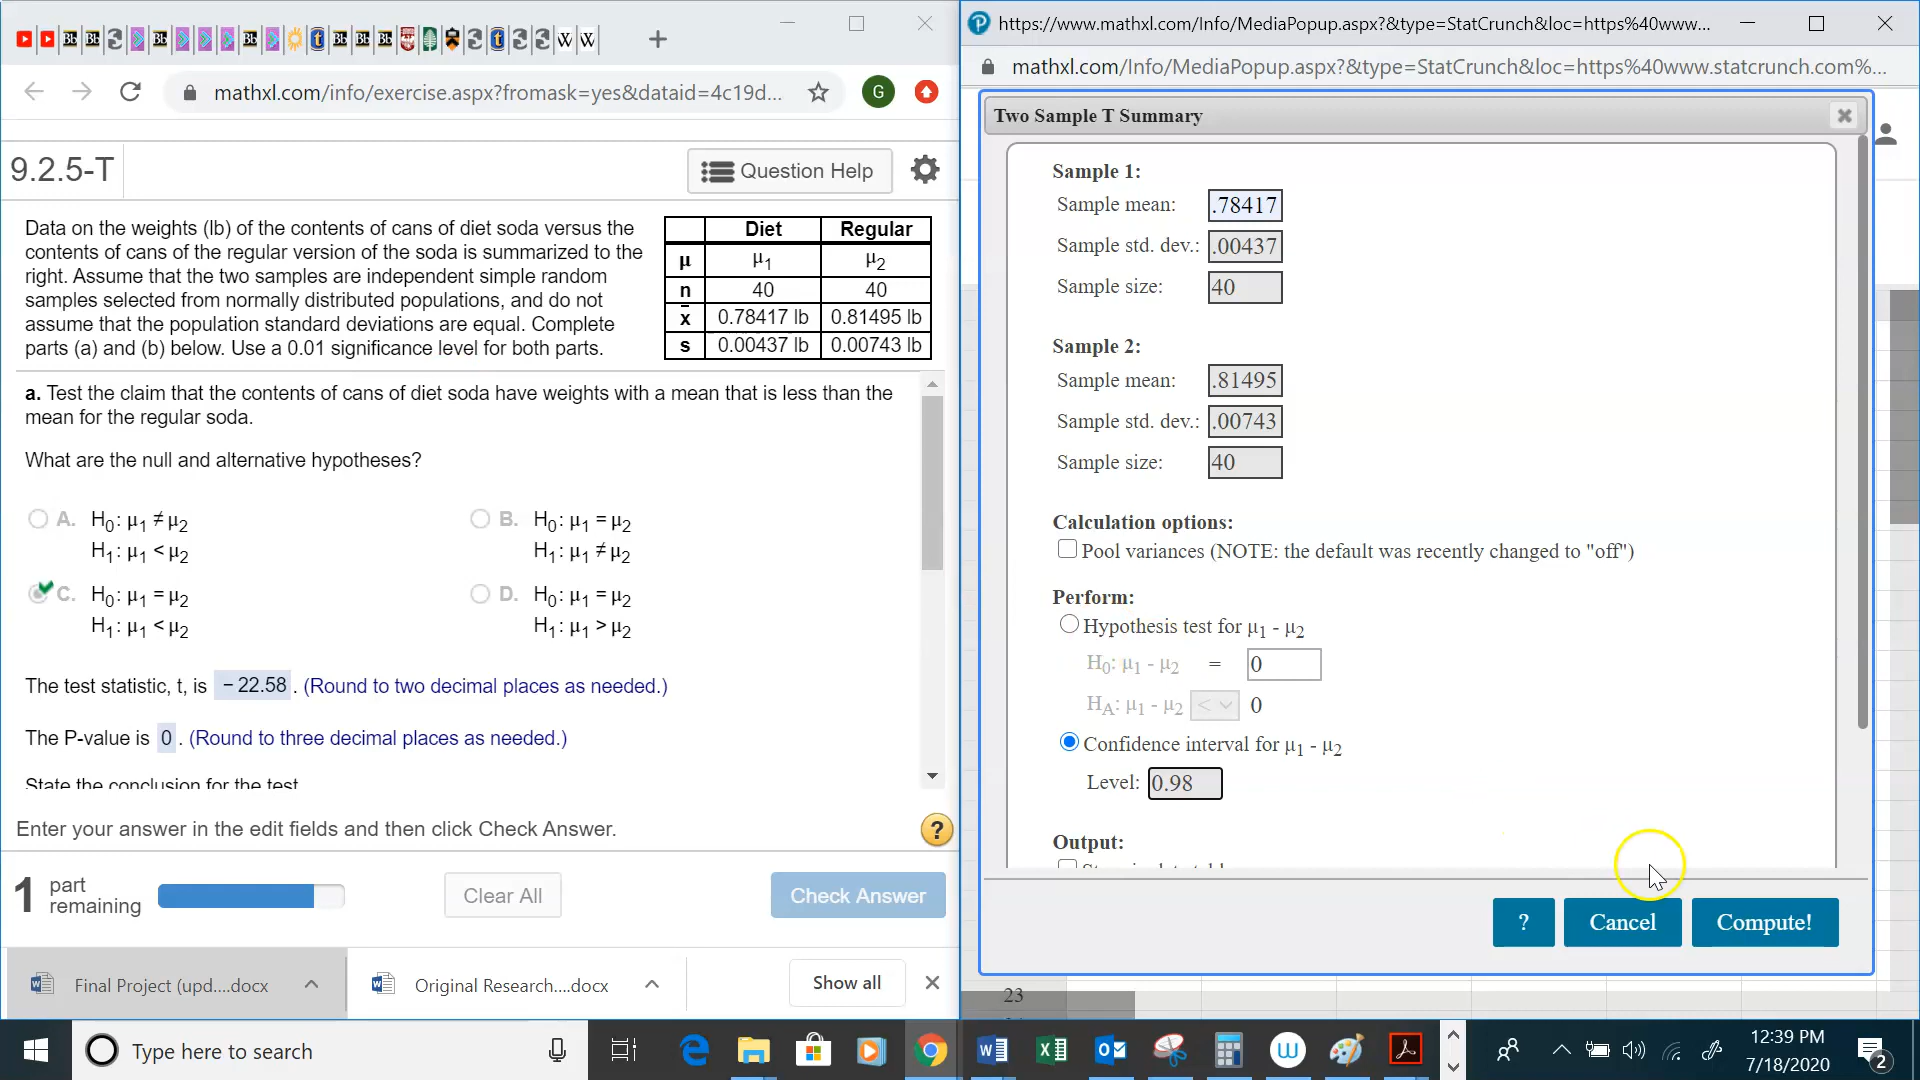 https://www.mathxl.com/Info/MediaPopup.aspx?&type=StatCrunch&loc=https%40www...
mathxl.com/info/exercise.aspx?fromask=yes&dataid=4c19d...
G
mathxl.com/Info/MediaPopup.aspx?&type=StatCrunch&loc=https%40www.statcrunch.com%...
9.2.5-T
Question Help
Data on the weights (lb) of the contents of cans of diet soda versus the
contents of cans of the regular version of the soda is summarized to the
right. Assume that the two samples are independent simple random
samples selected from normally distributed populations, and do not
assume that the population standard deviations are equal. Complete
parts (a) and (b) below. Use a 0.01 significance level for both parts.
Diet Regular
μ μ1 μ2
n 40 40
x̄ 0.78417 lb 0.81495 lb
s 0.00437 lb 0.00743 lb
a. Test the claim that the contents of cans of diet soda have weights with a mean that is less than the
mean for the regular soda.
What are the null and alternative hypotheses?
A. H0: μ1 ≠ μ2
H1: μ1 < μ2
B. H0: μ1 = μ2
H1: μ1 ≠ μ2
C. H0: μ1 = μ2
H1: μ1 < μ2
D. H0: μ1 = μ2
H1: μ1 > μ2
The test statistic, t, is − 22.58 . (Round to two decimal places as needed.)
The P-value is 0 . (Round to three decimal places as needed.)
State the conclusion for the test
Enter your answer in the edit fields and then click Check Answer.
?
1 part
remaining
Clear All
Check Answer
Final Project (upd....docx
Original Research....docx
Show all
Two Sample T Summary
Sample 1:
Sample mean: .78417
Sample std. dev.: .00437
Sample size: 40
Sample 2:
Sample mean: .81495
Sample std. dev.: .00743
Sample size: 40
Calculation options:
Pool variances (NOTE: the default was recently changed to "off")
Perform:
Hypothesis test for μ1 - μ2
H0: μ1 - μ2 = 0
HA: μ1 - μ2 < 0
Confidence interval for μ1 - μ2
Level: 0.98
Output:
?
Cancel
Compute!
23
Type here to search
12:39 PM
7/18/2020
2